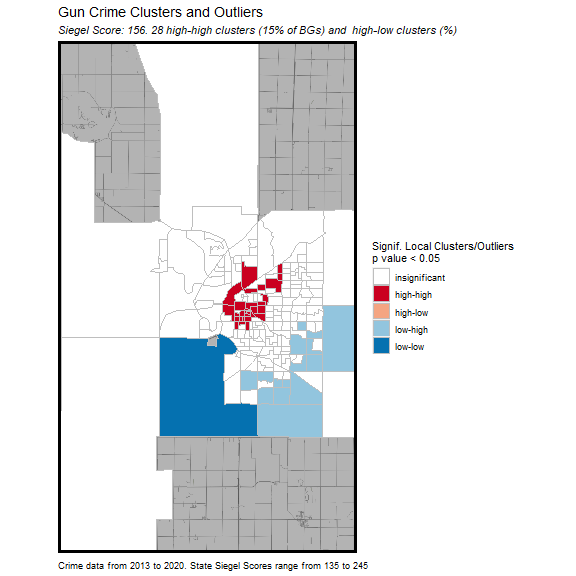 Gun Crime Clusters and Outliers
Siegel Score: 156. 28 high-high clusters (15% of BGs) and high-low clusters (%)
Signif. Local Clusters/Outliers
p value < 0.05
insignificant
high-high
high-low
low-high
low-low
Crime data from 2013 to 2020. State Siegel Scores range from 135 to 245